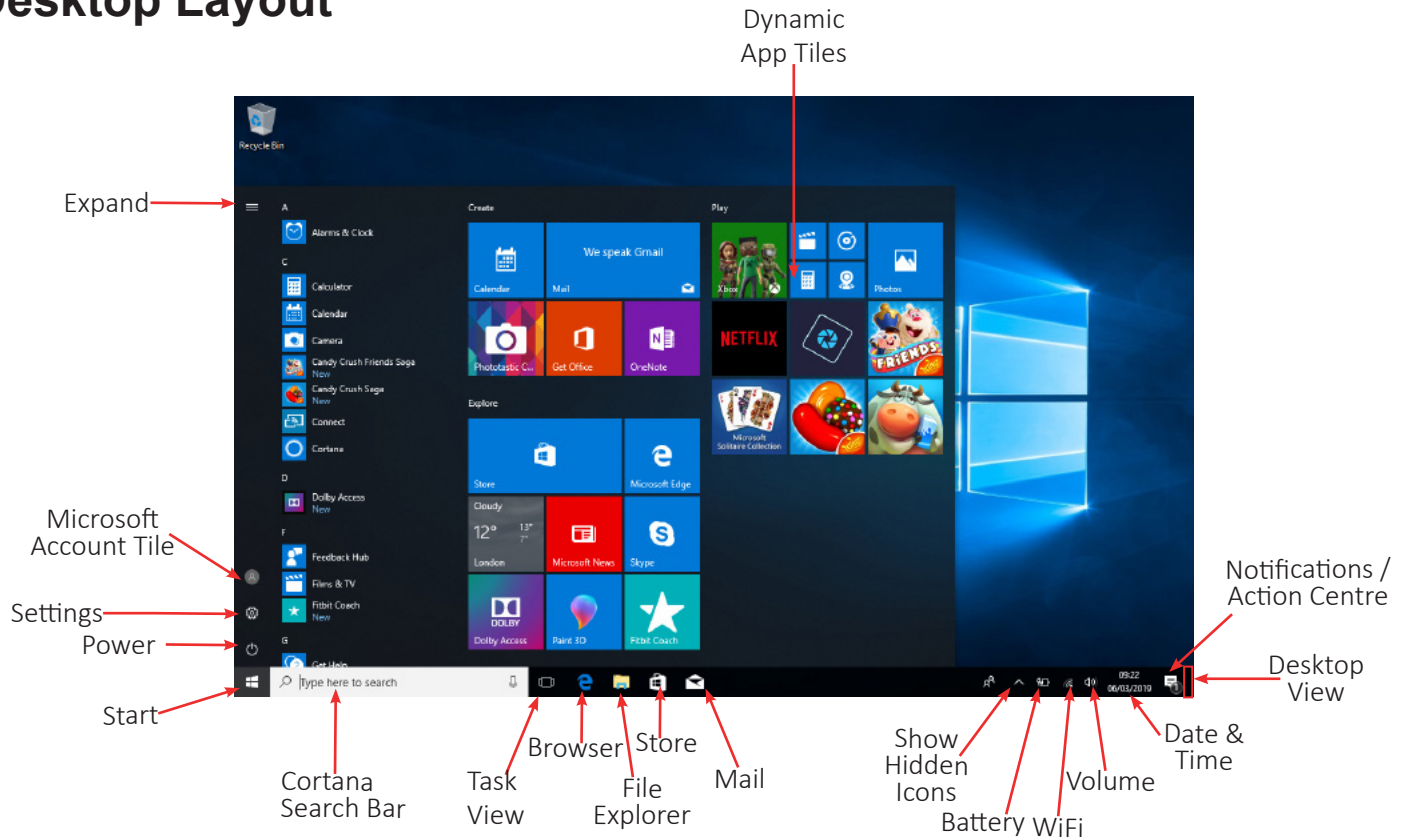 Desktop Layout
Dynamic
App Tiles
Recycle Bin
Expand
A
Alarms & Clock
C
Calculator
Calendar
Camera
Candy Crush Friends Saga
New
Candy Crush Saga
New
Connect
Cortana
D
Dolby Access
New
F
Feedback Hub
Films & TV
Fitbit Coach
New
G
Get Help
Create
Calendar
We speak Gmail
Mail
Phototastic C...
Get Office
N
OneNote
Explore
Store
Microsoft Edge
Cloudy
12° 13°
7°
London
Microsoft News
Skype
DOLBY
Dolby Access
Paint 3D
Fitbit Coach
Play
Xbox
Photos
NETFLIX
FRIENDS
Microsoft
Solitaire Collection
Microsoft
Account Tile
Settings
Power
Start
Type here to search
09:22
06/03/2019
1
Notifications /
Action Centre
Desktop
View
Cortana
Search Bar
Task
View
Browser
File
Explorer
Store
Mail
Show
Hidden
Icons
Battery
WiFi
Volume
Date &
Time